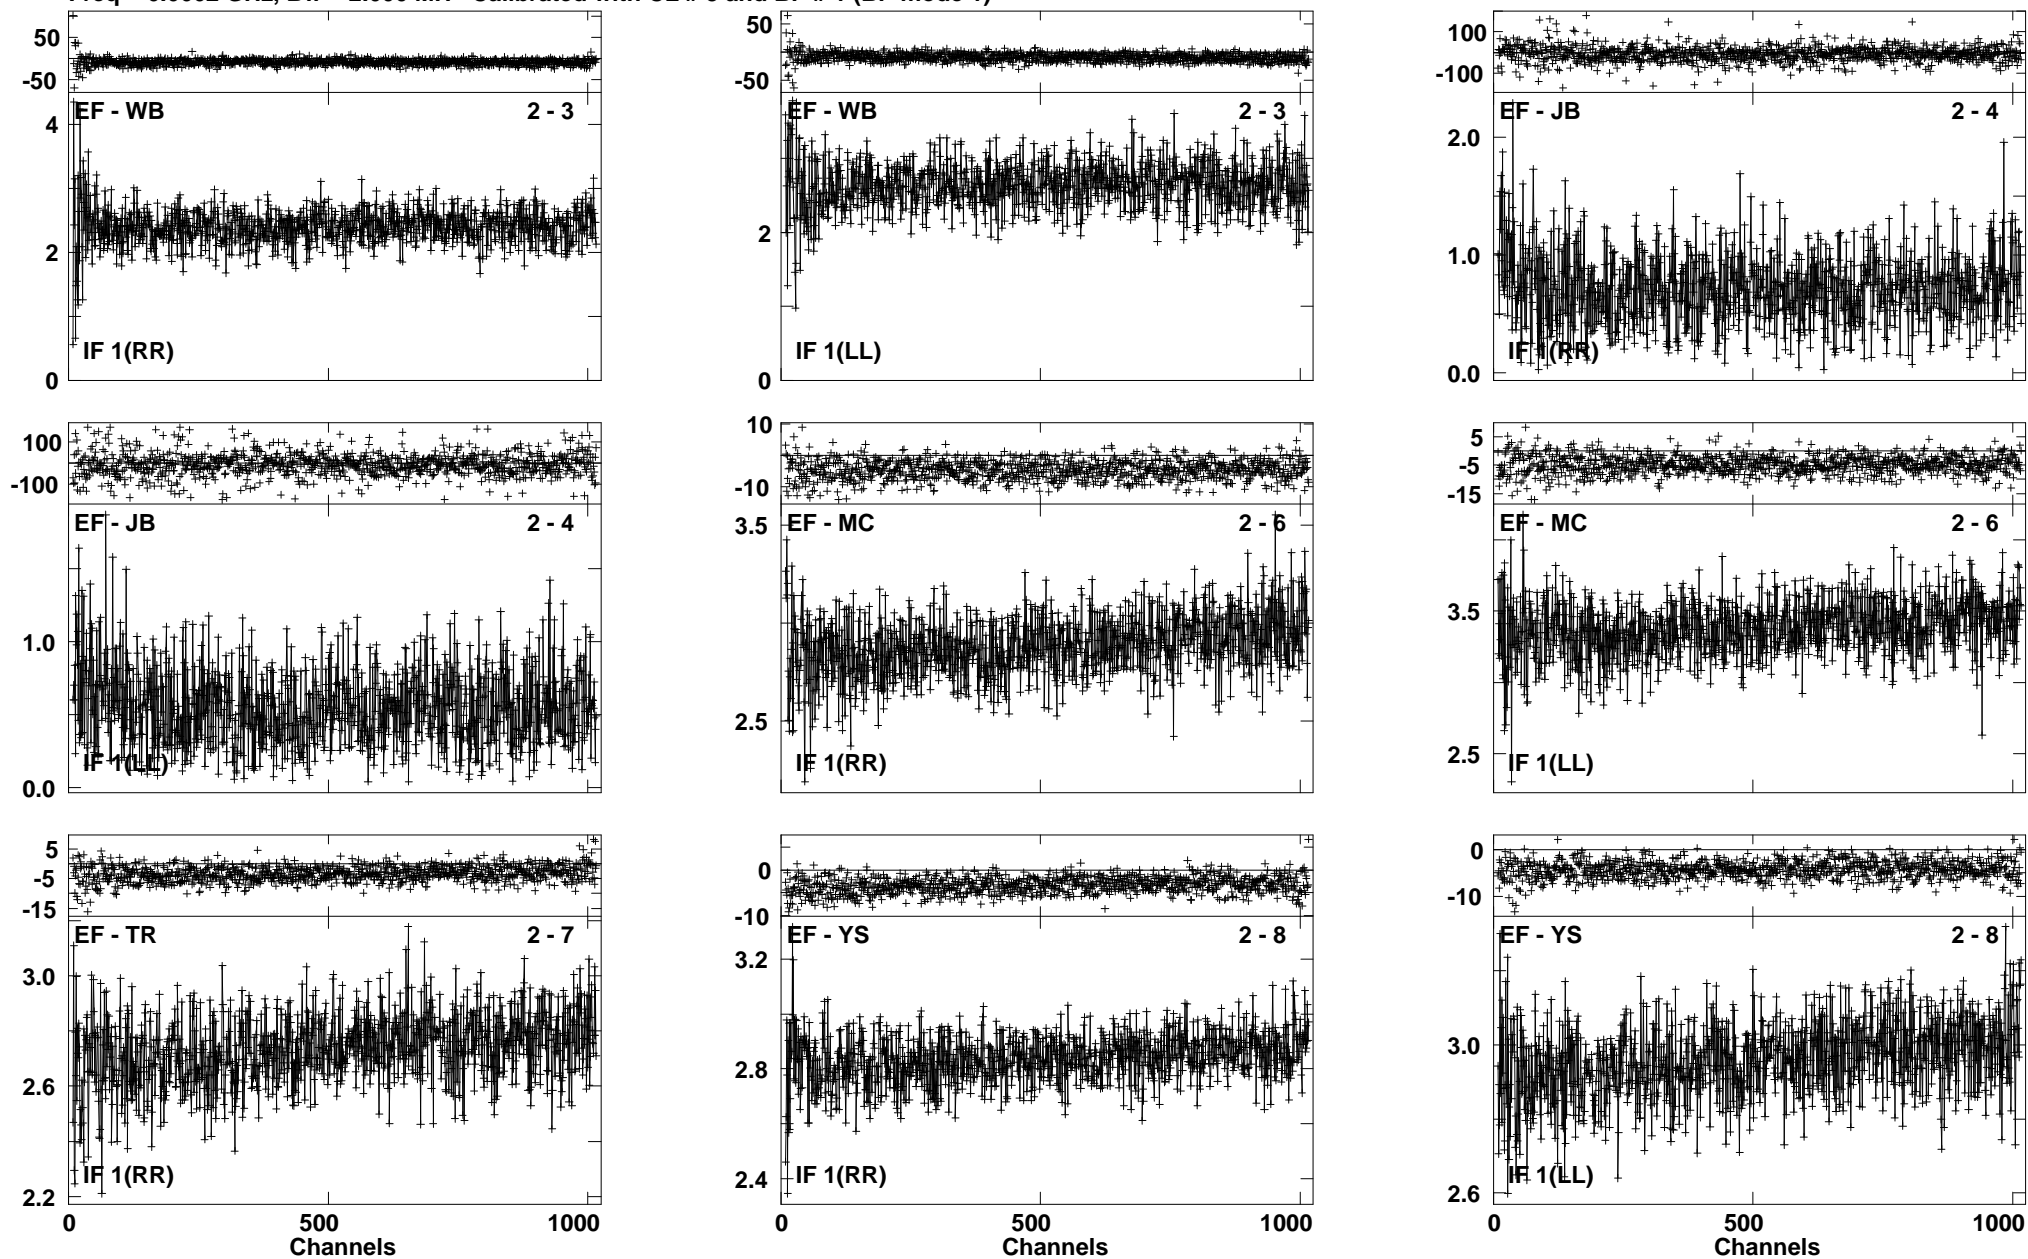 50
-50
EF - WB 2 - 3
4
2
0
IF 1(RR)
50
-50
EF - WB 2 - 3
2
0
IF 1(LL)
100
-100
EF - JB 2 - 4
2.0
1.0
0.0
IF 1(RR)
100
-100
EF - JB 2 - 4
1.0
0.0
IF 1(LL)
10
-10
EF - MC 2 - 6
3.5
2.5
IF 1(RR)
5
-5
-15
EF - MC 2 - 6
3.5
2.5
IF 1(LL)
5
-5
-15
EF - TR 2 - 7
3.0
2.6
2.2
IF 1(RR)
0 500 1000
Channels
0
-10
EF - YS 2 - 8
3.2
2.8
2.4
IF 1(RR)
0 500 1000
Channels
0
-10
EF - YS 2 - 8
3.0
2.6
IF 1(LL)
0 500 1000
Channels